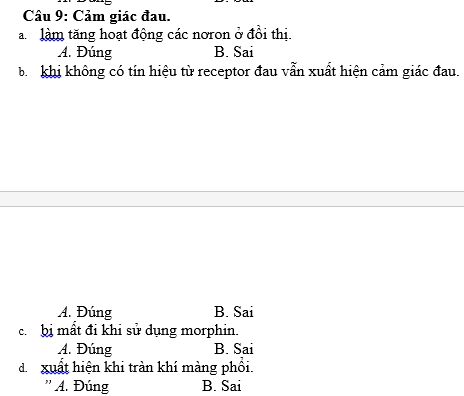 Câu 9: Cảm giác đau.
a. làm tăng hoạt động các nơron ở đồi thị.
A. Đúng B. Sai
b. khi không có tín hiệu từ receptor đau vẫn xuất hiện cảm giác đau.
A. Đúng B. Sai
c. bị mất đi khi sử dụng morphin.
A. Đúng B. Sai
d. xuất hiện khi tràn khí màng phổi.
” A. Đúng B. Sai